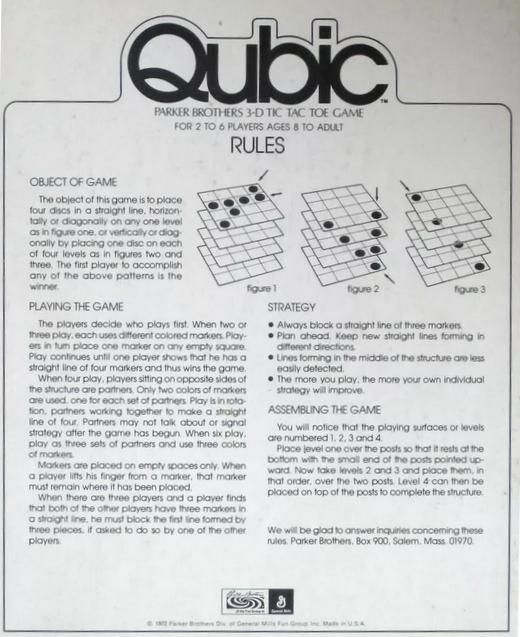 Qubic™
PARKER BROTHERS 3-D TIC TAC TOE GAME
FOR 2 TO 6 PLAYERS AGES 8 TO ADULT
RULES
OBJECT OF GAME
The object of this game is to place
four discs in a straight line, horizon-
tally or diagonally on any one level
as in figure one, or vertically or diag-
onally by placing one disc on each
of four levels as in figures two and
three. The first player to accomplish
any of the above patterns is the
winner.
figure 1
figure 2
figure 3
PLAYING THE GAME
The players decide who plays first. When two or
three play, each uses different colored markers. Play-
ers in turn place one marker on any empty square.
Play continues until one player shows that he has a
straight line of four markers and thus wins the game.
When four play, players sitting on opposite sides of
the structure are partners. Only two colors of markers
are used, one for each set of partners. Play is in rota-
tion, partners working together to make a straight
line of four. Partners may not talk about or signal
strategy after the game has begun. When six play,
play as three sets of partners and use three colors
of markers.
Markers are placed on empty spaces only. When
a player lifts his finger from a marker, that marker
must remain where it has been placed.
When there are three players and a player finds
that both of the other players have three markers in
a straight line, he must block the first line formed by
three pieces, if asked to do so by one of the other
players.
STRATEGY
● Always block a straight line of three markers.
● Plan ahead. Keep new straight lines forming in
different directions.
● Lines forming in the middle of the structure are less
easily detected.
● The more you play, the more your own individual
strategy will improve.
ASSEMBLING THE GAME
You will notice that the playing surfaces or levels
are numbered 1, 2, 3 and 4.
Place level one over the posts so that it rests at the
bottom with the small end of the posts pointed up-
ward. Now take levels 2 and 3 and place them, in
that order, over the two posts. Level 4 can then be
placed on top of the posts to complete the structure.
We will be glad to answer inquiries concerning these
rules. Parker Brothers, Box 900, Salem, Mass. 01970.
© 1972 Parker Brothers Div. of General Mills Fun Group Inc. Made in U.S.A.